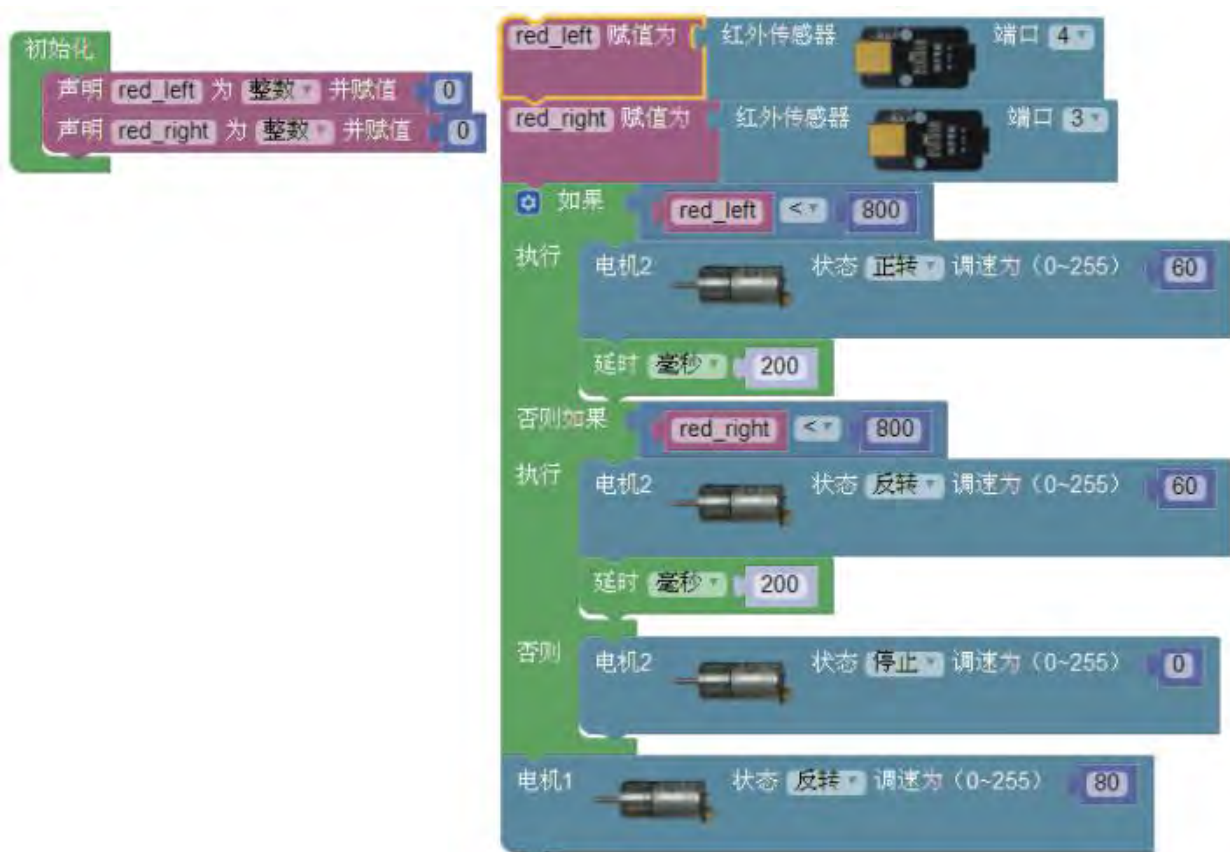 初始化
声明 red_left 为 整数 并赋值 0
声明 red_right 为 整数 并赋值 0
red_left 赋值为 红外传感器 端口 4
red_right 赋值为 红外传感器 端口 3
如果 red_left < 800
执行 电机2 状态 正转 调速为（0~255） 60
延时 毫秒 200
否则如果 red_right < 800
执行 电机2 状态 反转 调速为（0~255） 60
延时 毫秒 200
否则 电机2 状态 停止 调速为（0~255） 0
电机1 状态 反转 调速为（0~255） 80